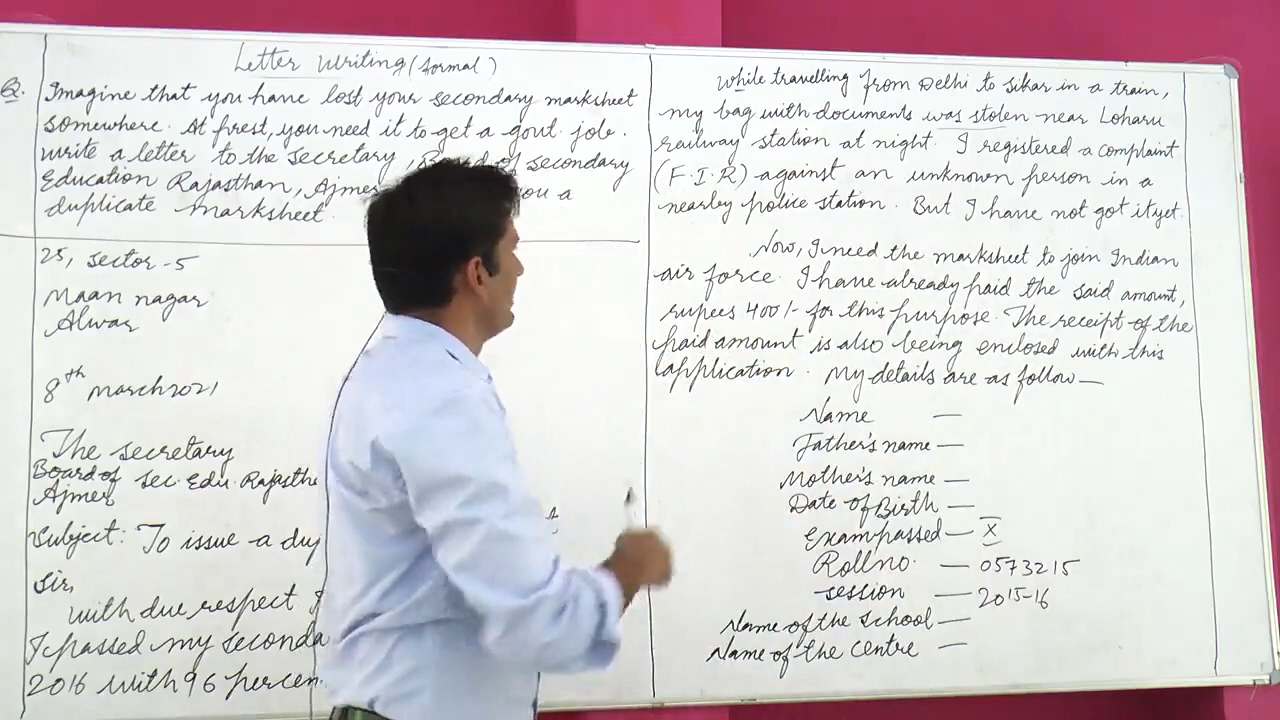 Letter Writing (formal)
Q. Imagine that you have lost your secondary marksheet
somewhere. At first, you need it to get a govt. job.
Write a letter to the secretary, Board of secondary
Education Rajasthan, Ajmer you a
duplicate marksheet.
25, sector-5
Maan nagar
Alwar
8th March 2021
The secretary
Board of Sec. Edu. Rajasth
Ajmer
Subject: To issue a dup
Sir,
With due respect I
I passed my seconda
2016 with 96 percen
While travelling from Delhi to Sikar in a train,
my bag with documents was stolen near Loharu
railway station at night. I registered a complaint
(F.I.R) against an unknown person in a
nearby police station. But I have not got it yet.
Now, I need the marksheet to join Indian
air force. I have already paid the said amount,
rupees 400/- for this purpose. The receipt of the
paid amount is also being enclosed with this
application. My details are as follow—
Name —
Father's name —
Mother's name —
Date of Birth —
Exam passed — X
Roll no. — 0573215
session — 2015-16
Name of the school —
Name of the centre —